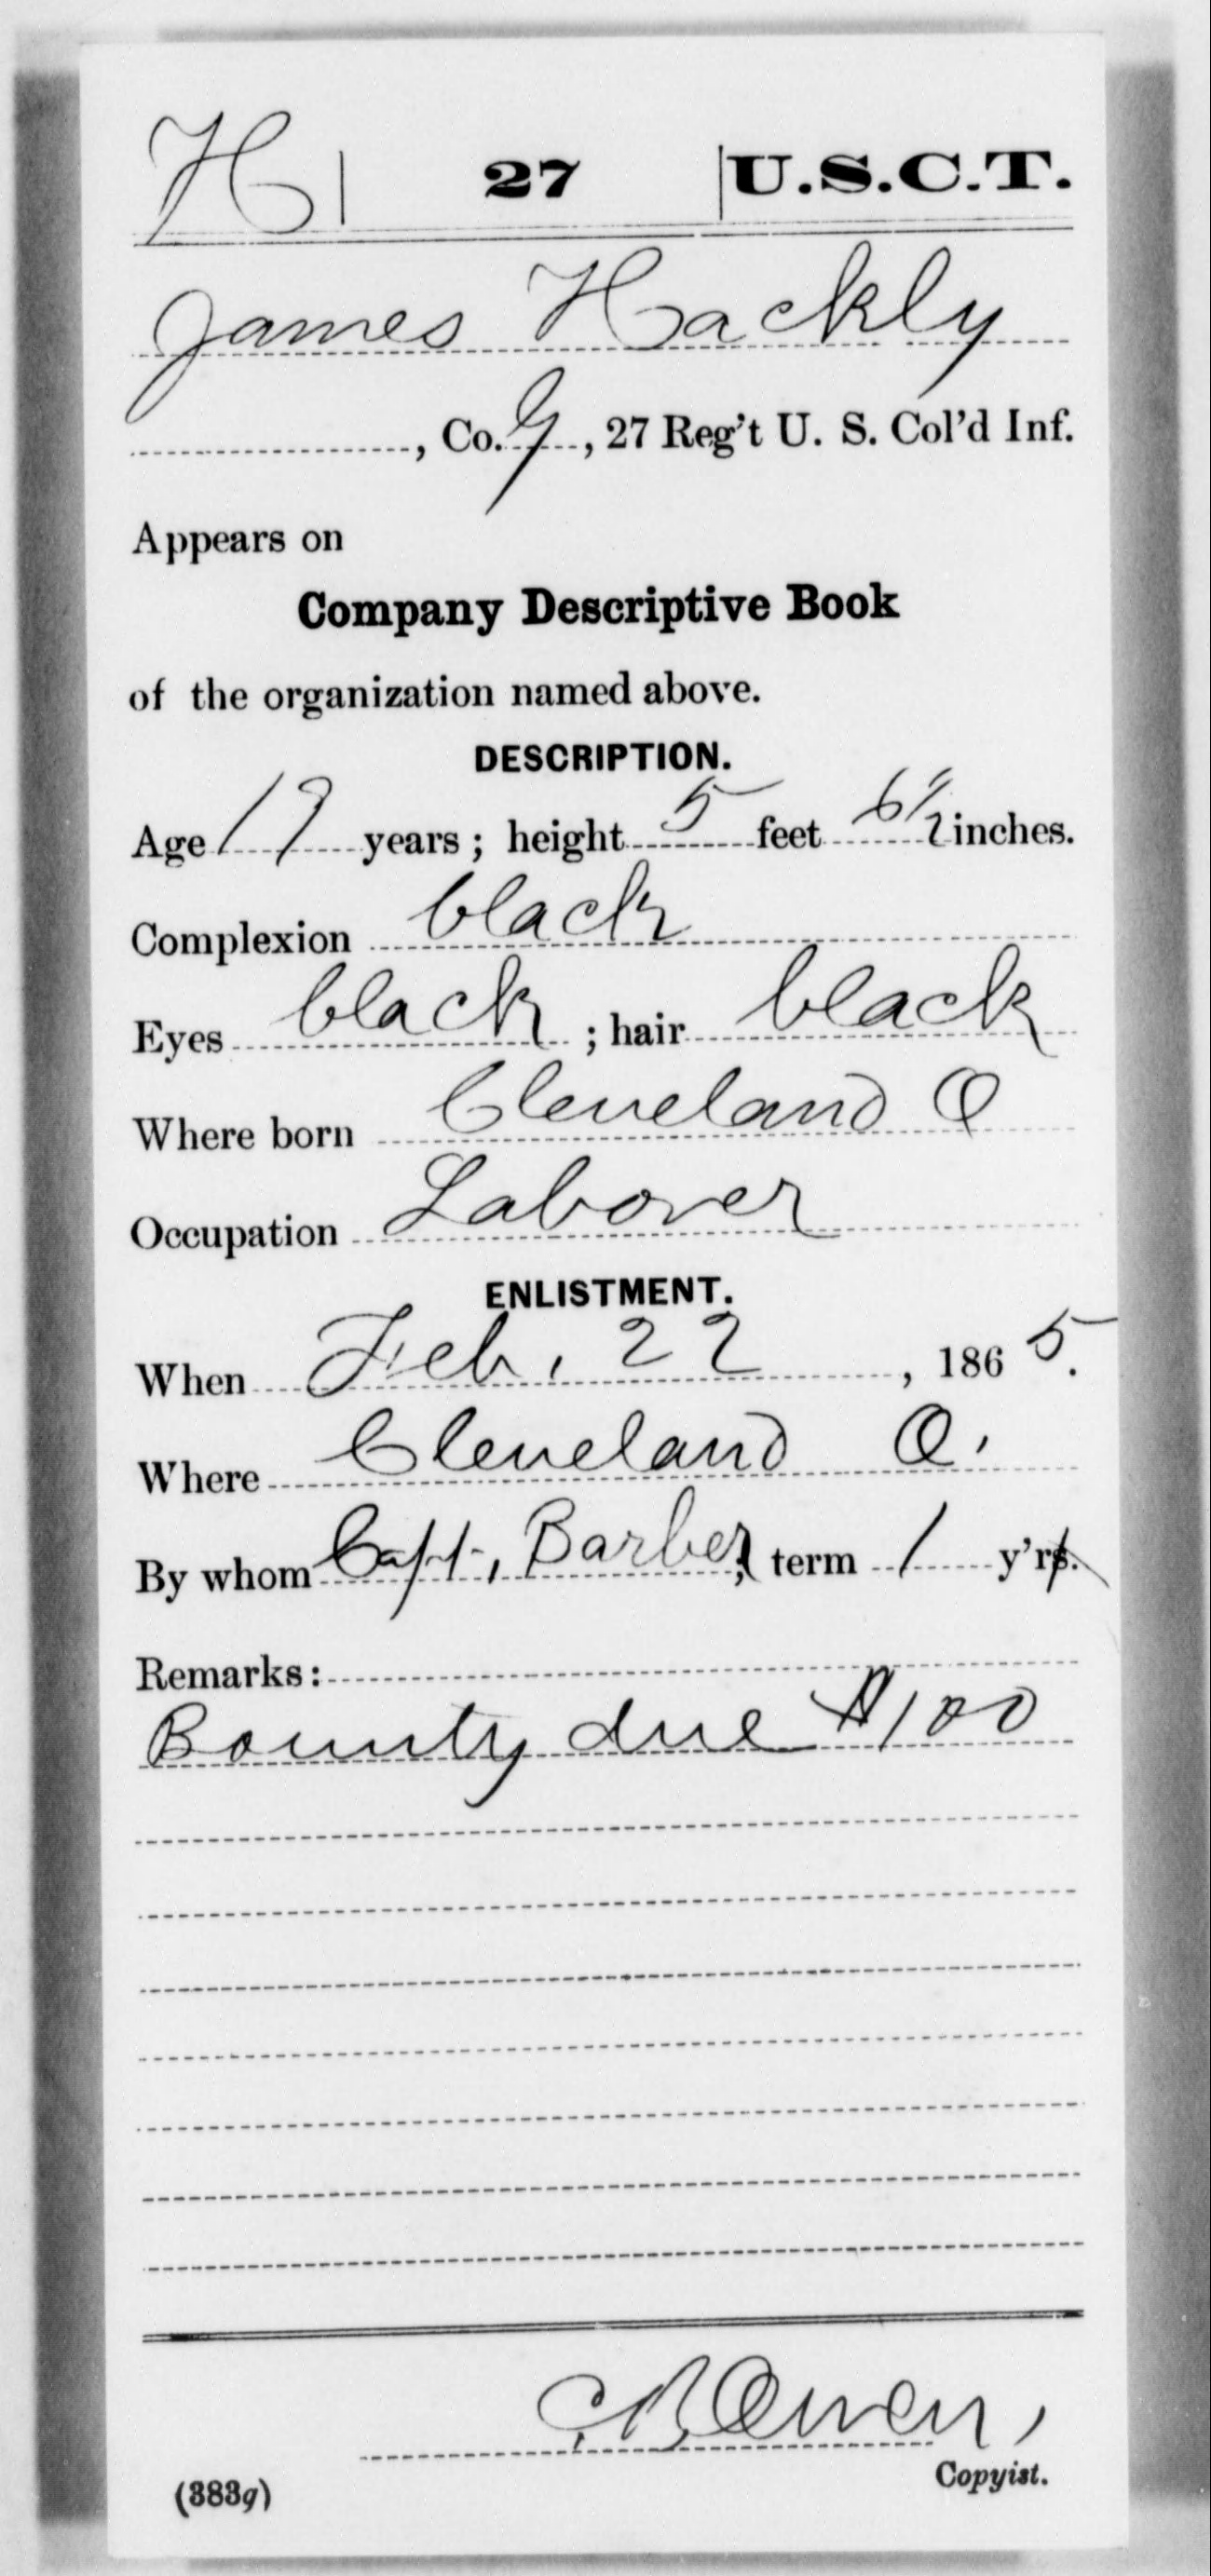 H | 27 | U.S.C.T.
James Hackly
, Co. G, 27 Reg't U. S. Col'd Inf.
Appears on
Company Descriptive Book
of the organization named above.
DESCRIPTION.
Age 19 years; height 5 feet 6½ inches.
Complexion black
Eyes black; hair black
Where born Cleveland O
Occupation Laborer
ENLISTMENT.
When Feb. 22, 1865.
Where Cleveland O.
By whom Capt. Barber; term 1 y'rs.
Remarks:
Bounty due $100
C B Owen,
Copyist.
(383g)